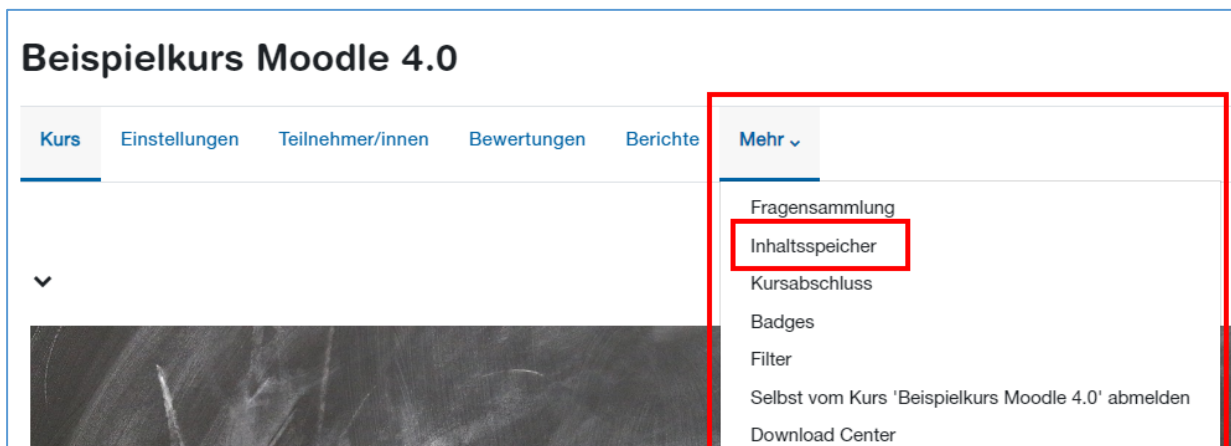 Beispielkurs Moodle 4.0
Kurs Einstellungen Teilnehmer/innen Bewertungen Berichte Mehr
Fragensammlung
Inhaltsspeicher
Kursabschluss
Badges
Filter
Selbst vom Kurs 'Beispielkurs Moodle 4.0' abmelden
Download Center